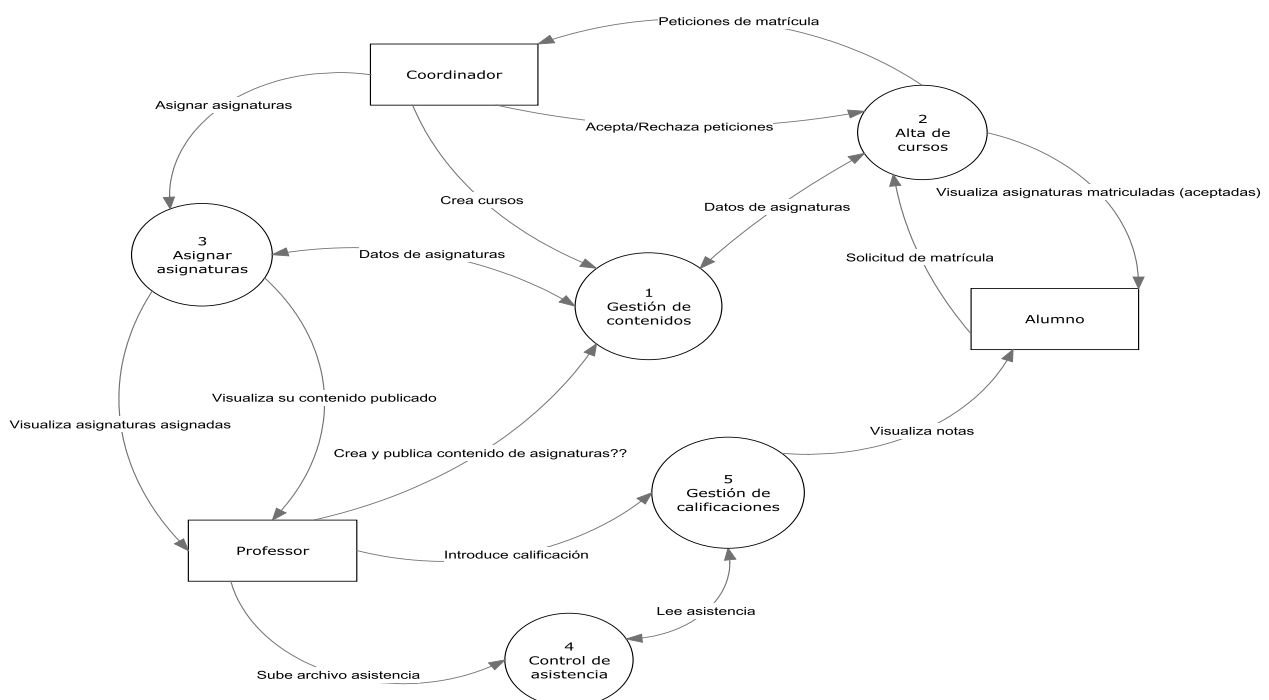 Peticiones de matrícula
Coordinador
Asignar asignaturas
Acepta/Rechaza peticiones
2
Alta de
cursos
Visualiza asignaturas matriculadas (aceptadas)
Crea cursos
Datos de asignaturas
3
Asignar
asignaturas
Datos de asignaturas
Solicitud de matrícula
1
Gestión de
contenidos
Alumno
Visualiza su contenido publicado
Visualiza asignaturas asignadas
Visualiza notas
Crea y publica contenido de asignaturas??
5
Gestión de
calificaciones
Professor
Introduce calificación
Lee asistencia
4
Control de
asistencia
Sube archivo asistencia